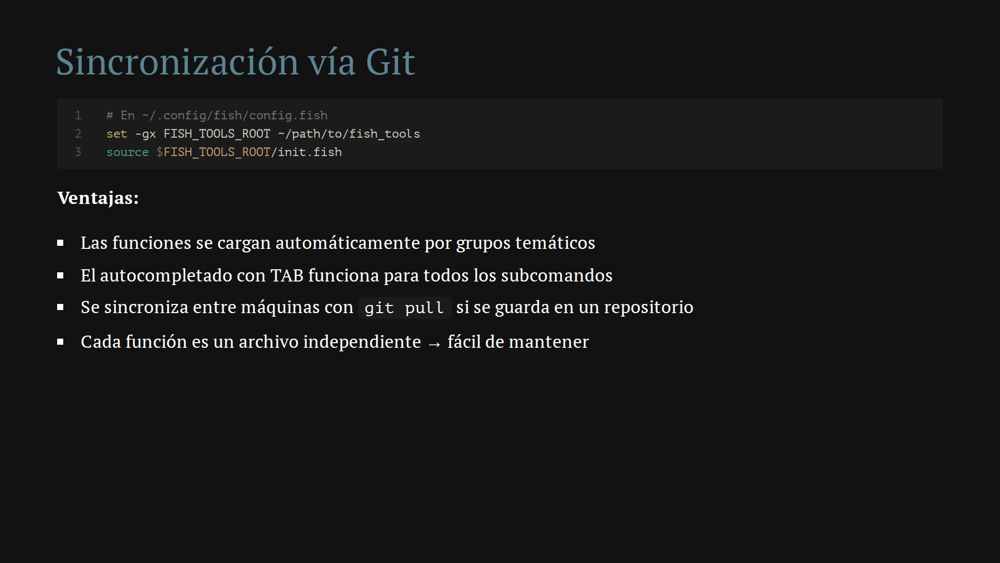 Sincronización vía Git
1 # En ~/.config/fish/config.fish
2 set -gx FISH_TOOLS_ROOT ~/path/to/fish_tools
3 source $FISH_TOOLS_ROOT/init.fish
Ventajas:
▪ Las funciones se cargan automáticamente por grupos temáticos
▪ El autocompletado con TAB funciona para todos los subcomandos
▪ Se sincroniza entre máquinas con git pull si se guarda en un repositorio
▪ Cada función es un archivo independiente → fácil de mantener